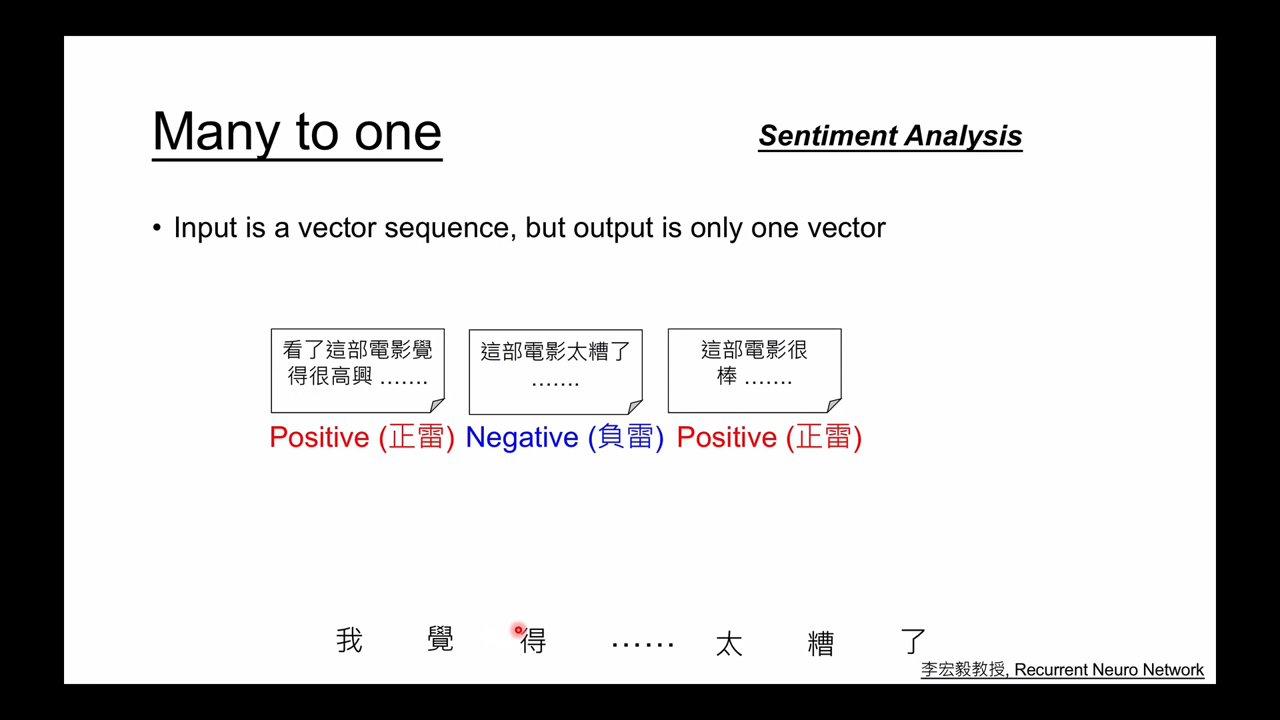 Many to one
Sentiment Analysis
• Input is a vector sequence, but output is only one vector
看了這部電影覺
得很高興 .......
這部電影太糟了
.......
這部電影很
棒 .......
Positive (正雷) Negative (負雷) Positive (正雷)
我 覺 得 ...... 太 糟 了
李宏毅教授, Recurrent Neuro Network